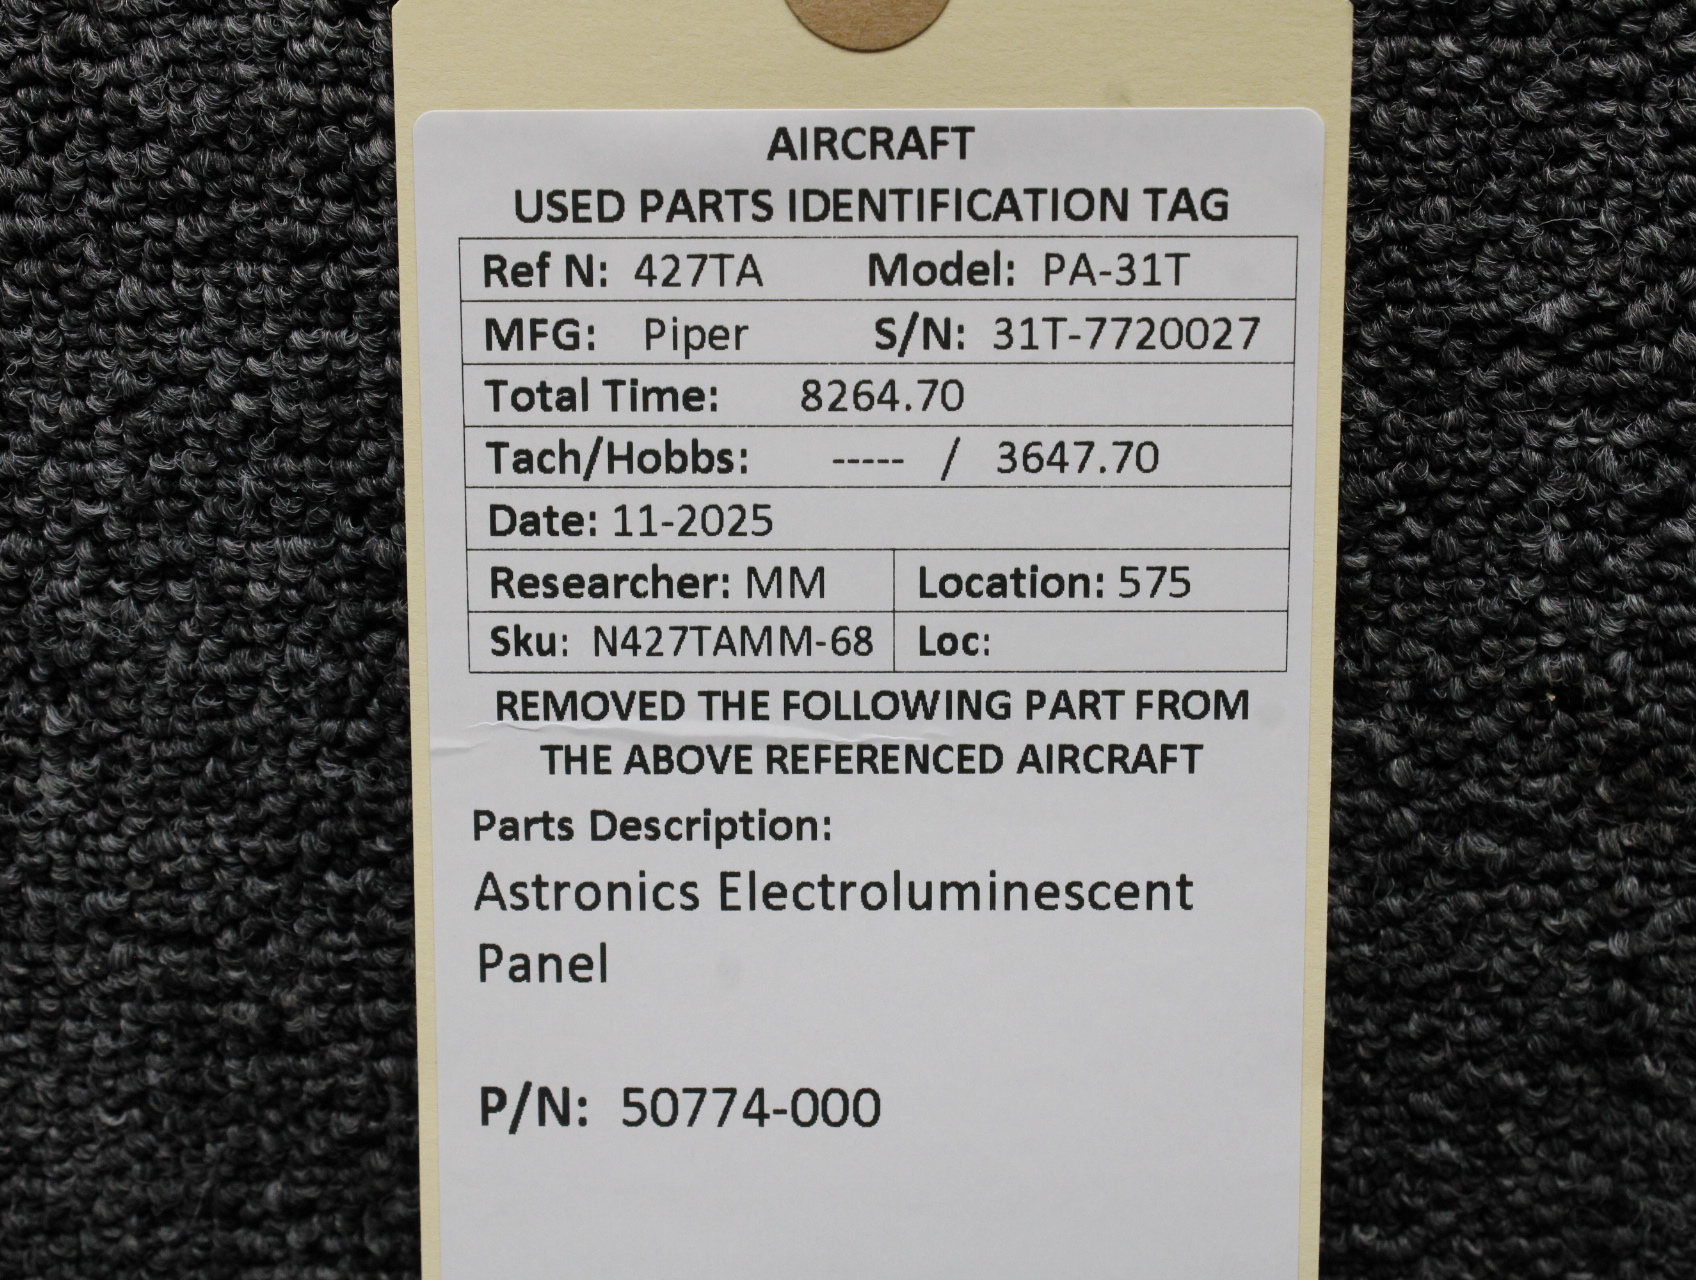 AIRCRAFT
USED PARTS IDENTIFICATION TAG
Ref N: 427TA Model: PA-31T
MFG: Piper S/N: 31T-7720027
Total Time: 8264.70
Tach/Hobbs: ----- / 3647.70
Date: 11-2025
Researcher: MM Location: 575
Sku: N427TAMM-68 Loc:
REMOVED THE FOLLOWING PART FROM
THE ABOVE REFERENCED AIRCRAFT
Parts Description:
Astronics Electroluminescent
Panel
P/N: 50774-000